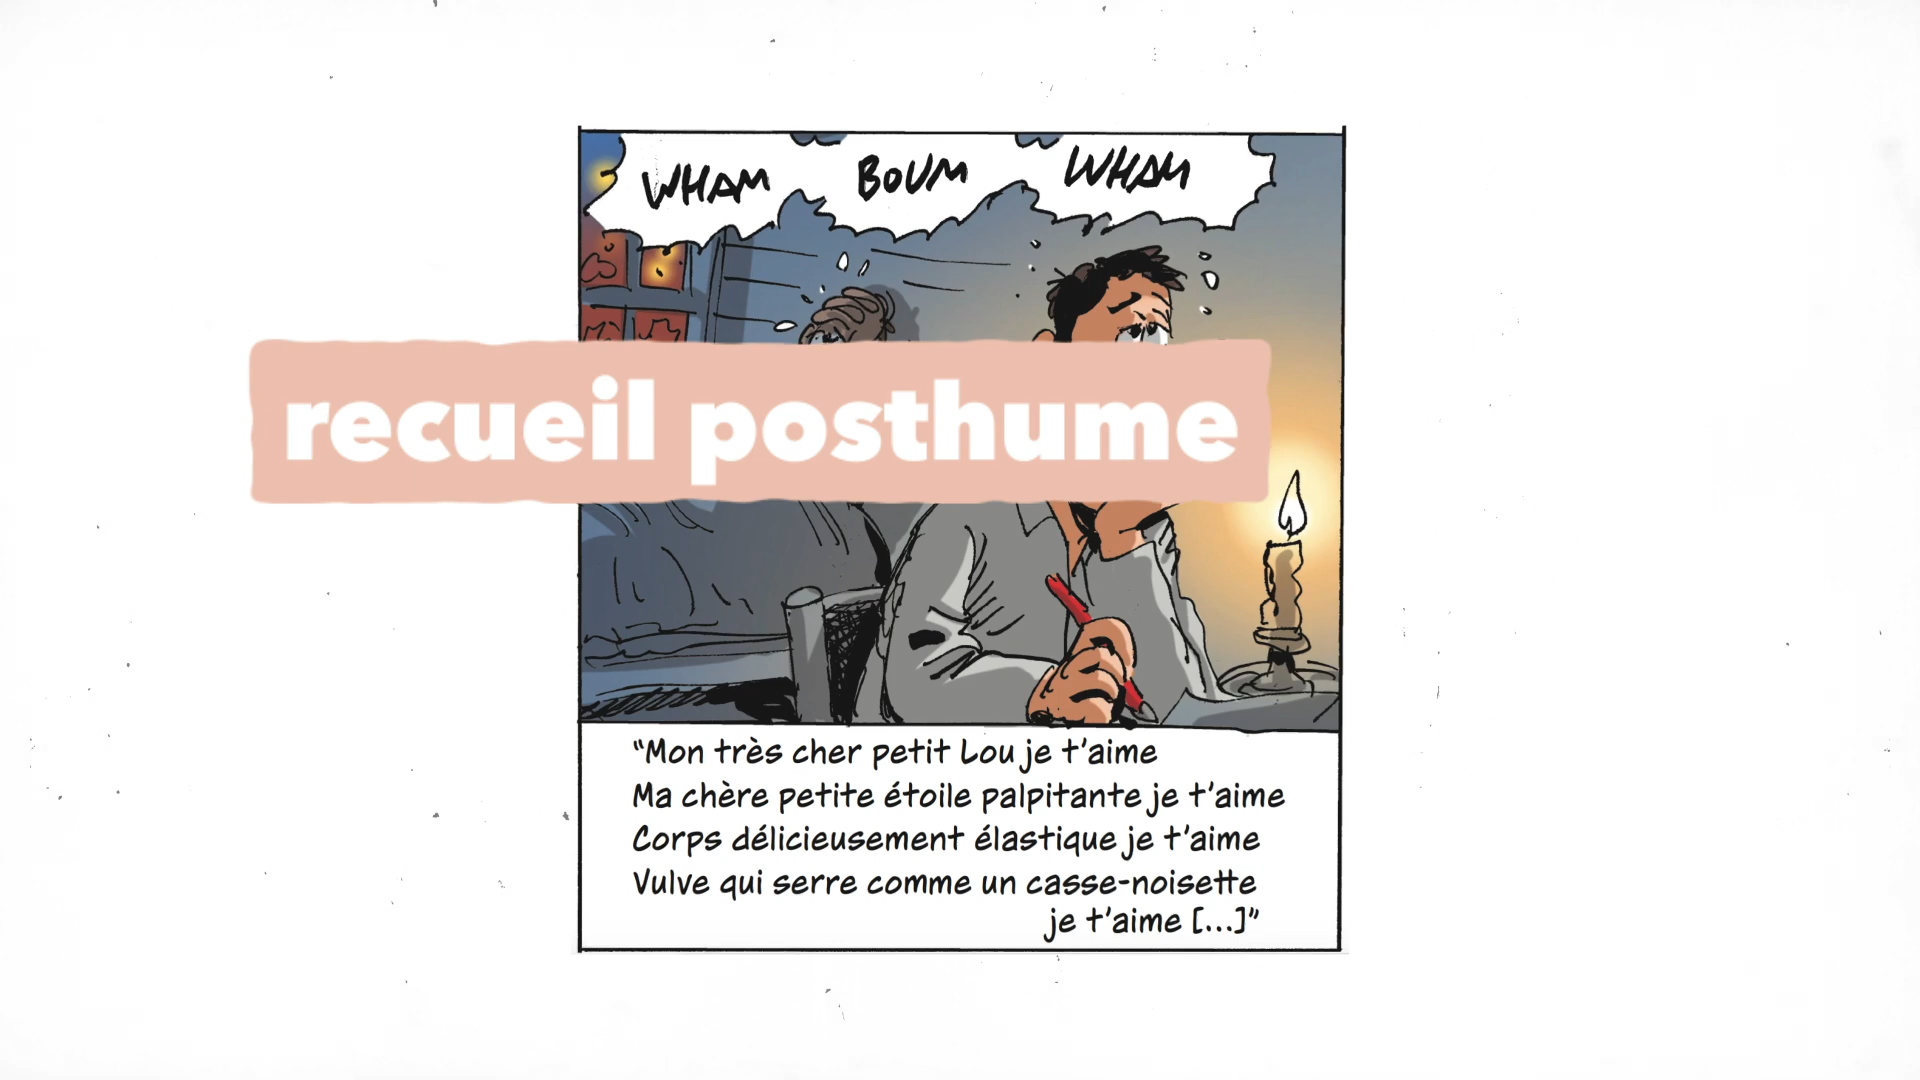 WHAM BOUM WHAM
recueil posthume
“Mon très cher petit Lou je t’aime
Ma chère petite étoile palpitante je t’aime
Corps délicieusement élastique je t’aime
Vulve qui serre comme un casse-noisette
je t’aime [...]”